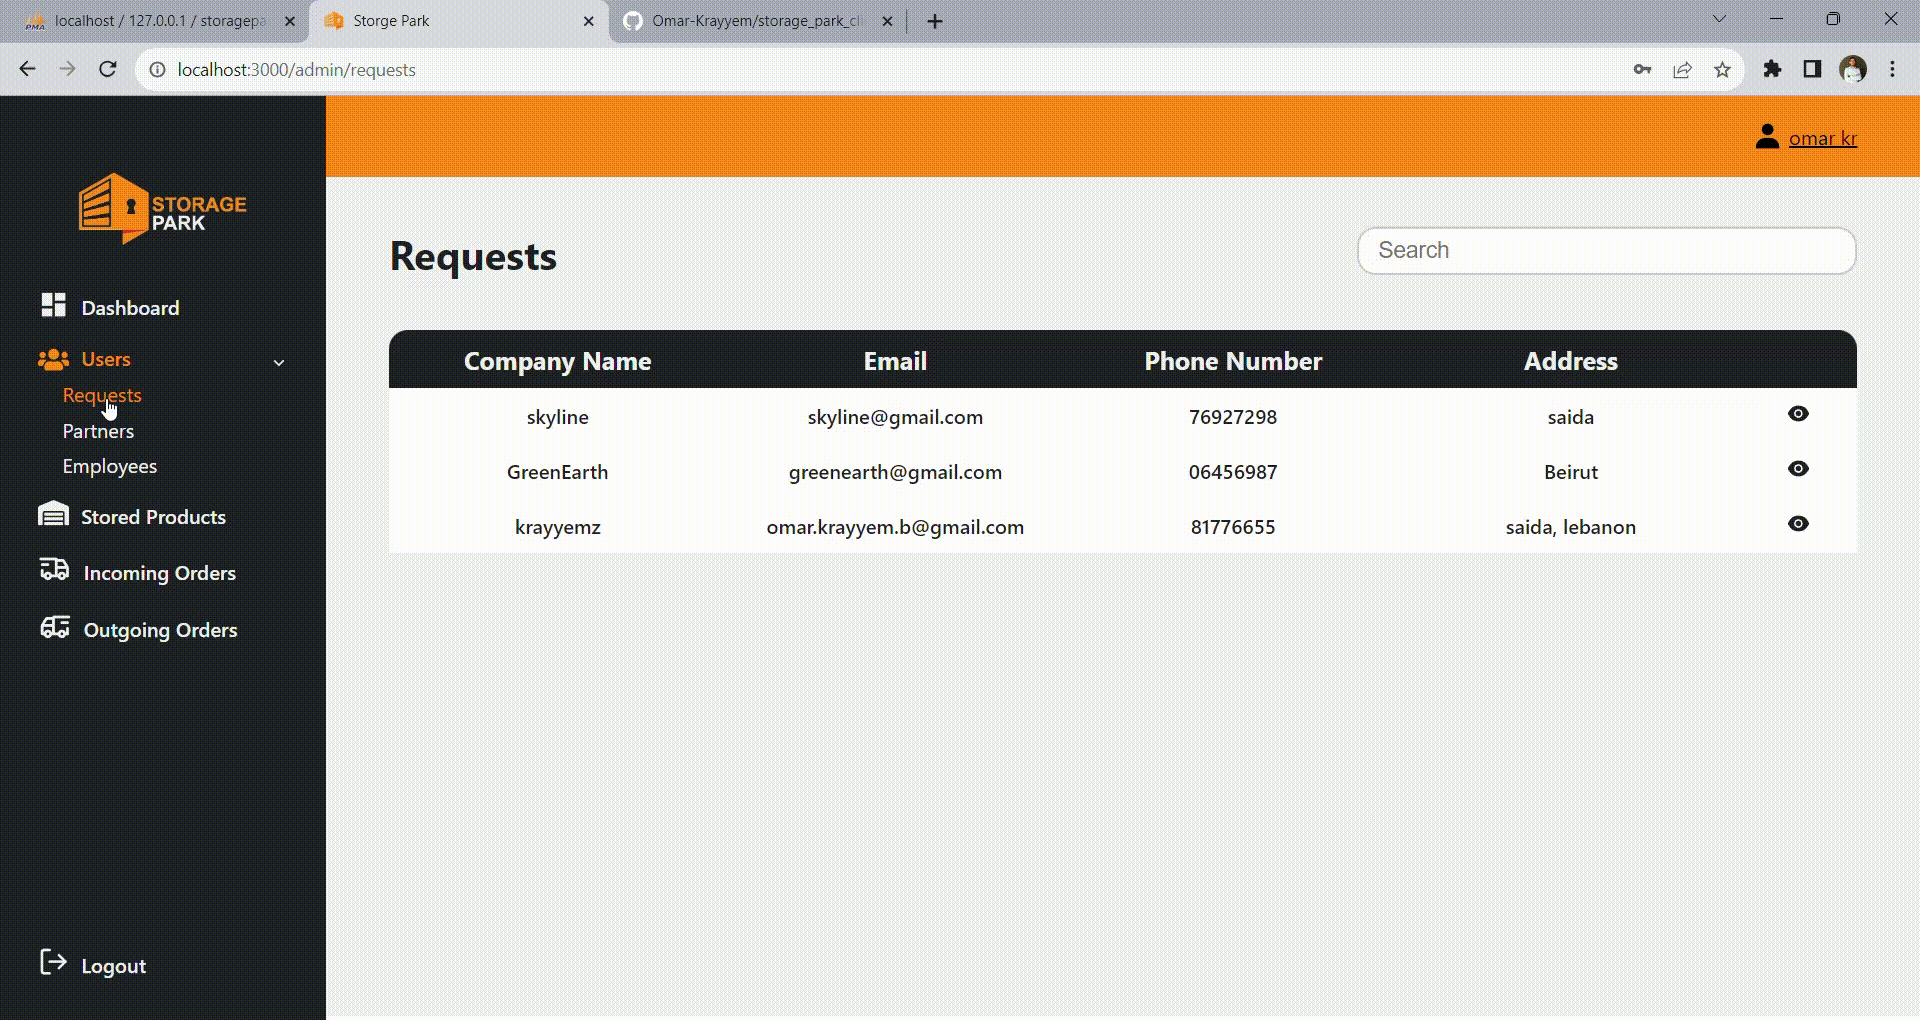 localhost / 127.0.0.1 / storagepa
Storge Park
Omar-Krayyem/storage_park_cli
localhost:3000/admin/requests
omar kr
STORAGE
PARK
Requests
Search
Dashboard
Users
Requests
Partners
Employees
Stored Products
Incoming Orders
Outgoing Orders
Logout
Company Name Email Phone Number Address
skyline skyline@gmail.com 76927298 saida
GreenEarth greenearth@gmail.com 06456987 Beirut
krayyemz omar.krayyem.b@gmail.com 81776655 saida, lebanon